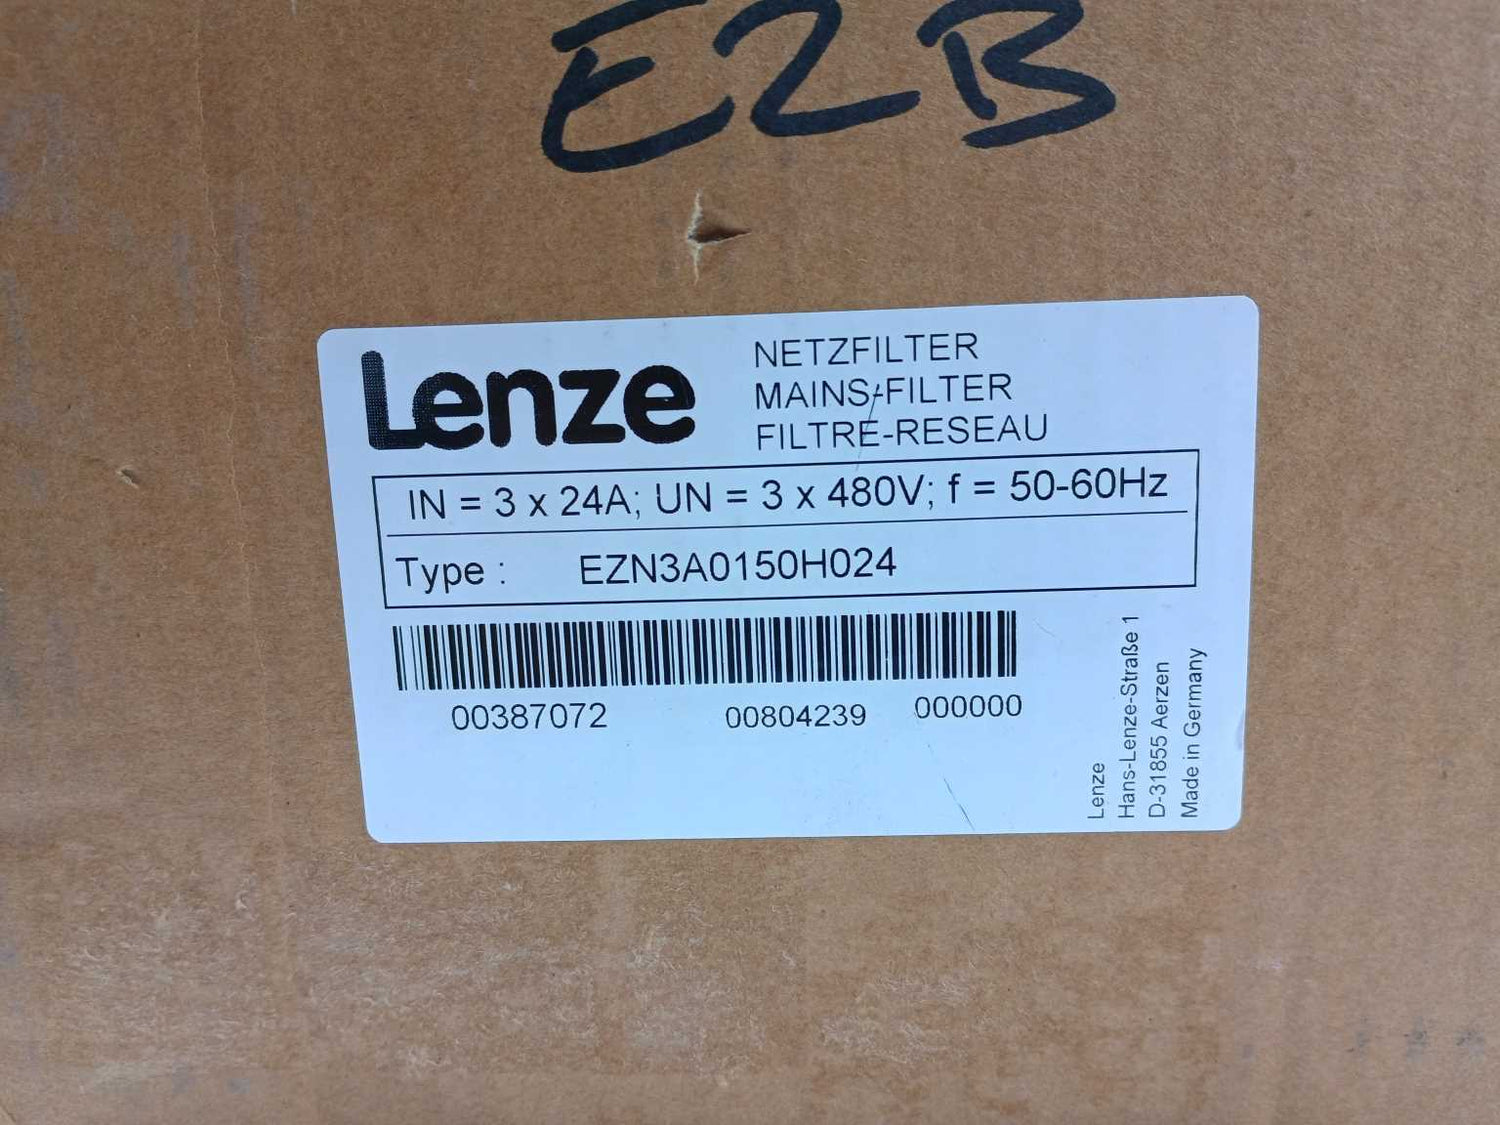 E2B
Lenze
NETZFILTER
MAINS-FILTER
FILTRE-RESEAU
IN = 3 x 24A; UN = 3 x 480V; f = 50-60Hz
Type : EZN3A0150H024
00387072 00804239 000000
Lenze
Hans-Lenze-Straße 1
D-31855 Aerzen
Made in Germany